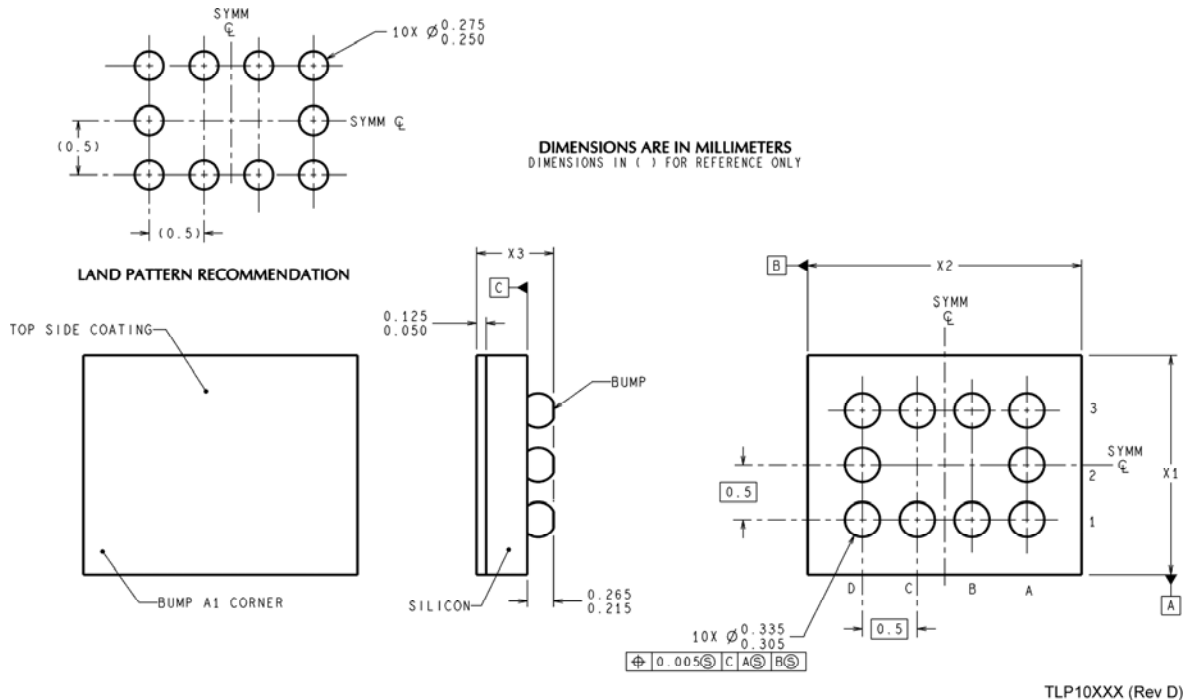 SYMM
℄
10X Ø 0.275
0.250
SYMM ℄
(0.5)
(0.5)
LAND PATTERN RECOMMENDATION
DIMENSIONS ARE IN MILLIMETERS
DIMENSIONS IN ( ) FOR REFERENCE ONLY
TOP SIDE COATING
BUMP A1 CORNER
X3
C
0.125
0.050
BUMP
SILICON
0.265
0.215
B
X2
SYMM
℄
3
SYMM
℄
2
X1
0.5
1
D C B A
A
0.5
10X Ø 0.335
0.305
⌖ 0.005Ⓢ C AⓈ BⓈ
TLP10XXX (Rev D)